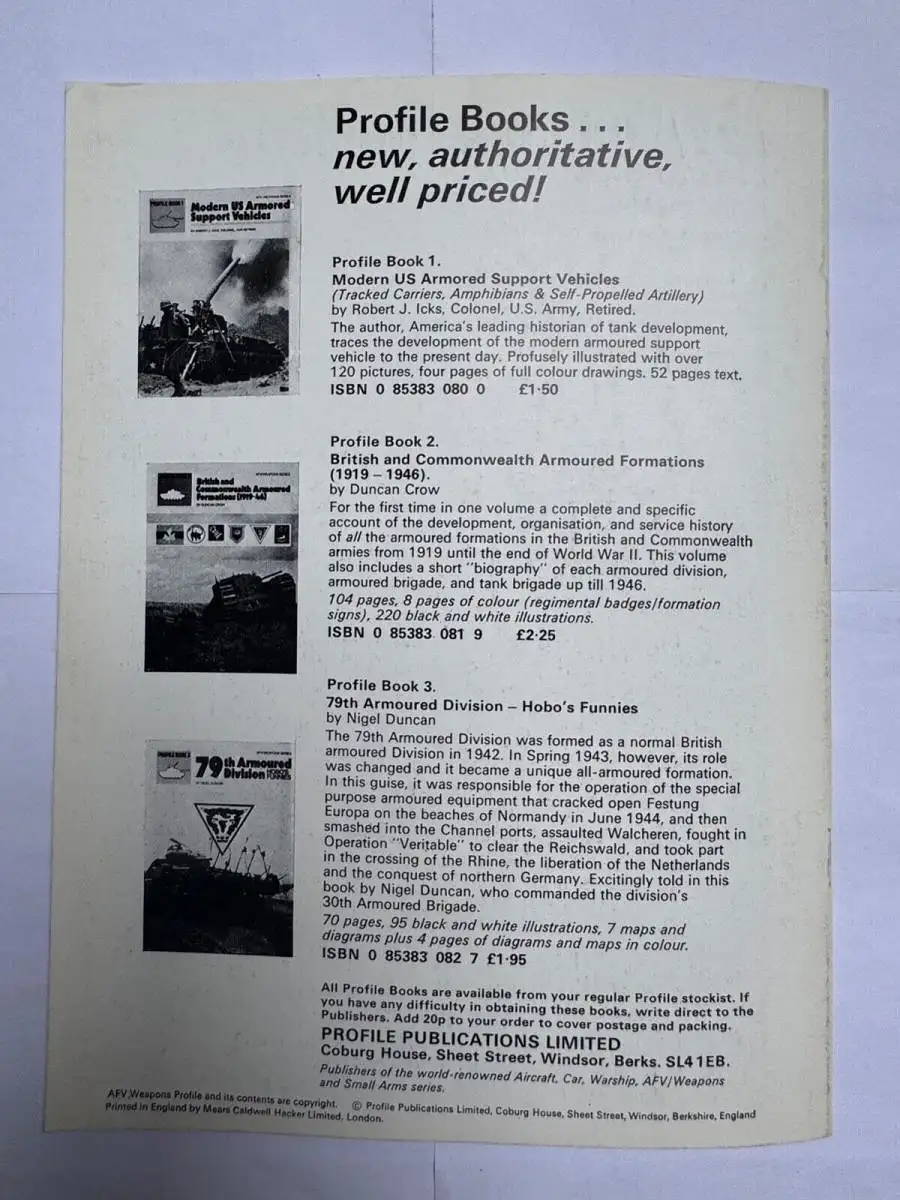 Profile Books . . .
new, authoritative,
well priced!
PROFILE BOOK 1
Modern US Armored
Support Vehicles
Profile Book 1.
Modern US Armored Support Vehicles
(Tracked Carriers, Amphibians & Self-Propelled Artillery)
by Robert J. Icks, Colonel, U.S. Army, Retired.
The author, America's leading historian of tank development,
traces the development of the modern armoured support
vehicle to the present day. Profusely illustrated with over
120 pictures, four pages of full colour drawings. 52 pages text.
ISBN 0 85383 080 0 £1·50
British and
Commonwealth Armoured
Formations (1919-46)
Profile Book 2.
British and Commonwealth Armoured Formations
(1919 – 1946).
by Duncan Crow
For the first time in one volume a complete and specific
account of the development, organisation, and service history
of all the armoured formations in the British and Commonwealth
armies from 1919 until the end of World War II. This volume
also includes a short "biography" of each armoured division,
armoured brigade, and tank brigade up till 1946.
104 pages, 8 pages of colour (regimental badges/formation
signs), 220 black and white illustrations.
ISBN 0 85383 081 9 £2·25
PROFILE BOOK 3
79th Armoured
Division HOBO'S
FUNNIES
Profile Book 3.
79th Armoured Division – Hobo's Funnies
by Nigel Duncan
The 79th Armoured Division was formed as a normal British
armoured Division in 1942. In Spring 1943, however, its role
was changed and it became a unique all-armoured formation.
In this guise, it was responsible for the operation of the special
purpose armoured equipment that cracked open Festung
Europa on the beaches of Normandy in June 1944, and then
smashed into the Channel ports, assaulted Walcheren, fought in
Operation "Veritable" to clear the Reichswald, and took part
in the crossing of the Rhine, the liberation of the Netherlands
and the conquest of northern Germany. Excitingly told in this
book by Nigel Duncan, who commanded the division's
30th Armoured Brigade.
70 pages, 95 black and white illustrations, 7 maps and
diagrams plus 4 pages of diagrams and maps in colour.
ISBN 0 85383 082 7 £1·95
All Profile Books are available from your regular Profile stockist. If
you have any difficulty in obtaining these books, write direct to the
Publishers. Add 20p to your order to cover postage and packing.
PROFILE PUBLICATIONS LIMITED
Coburg House, Sheet Street, Windsor, Berks. SL4 1EB.
Publishers of the world-renowned Aircraft, Car, Warship, AFV/Weapons
and Small Arms series.
AFV/Weapons Profile and its contents are copyright. © Profile Publications Limited, Coburg House, Sheet Street, Windsor, Berkshire, England
Printed in England by Mears Caldwell Hacker Limited, London.